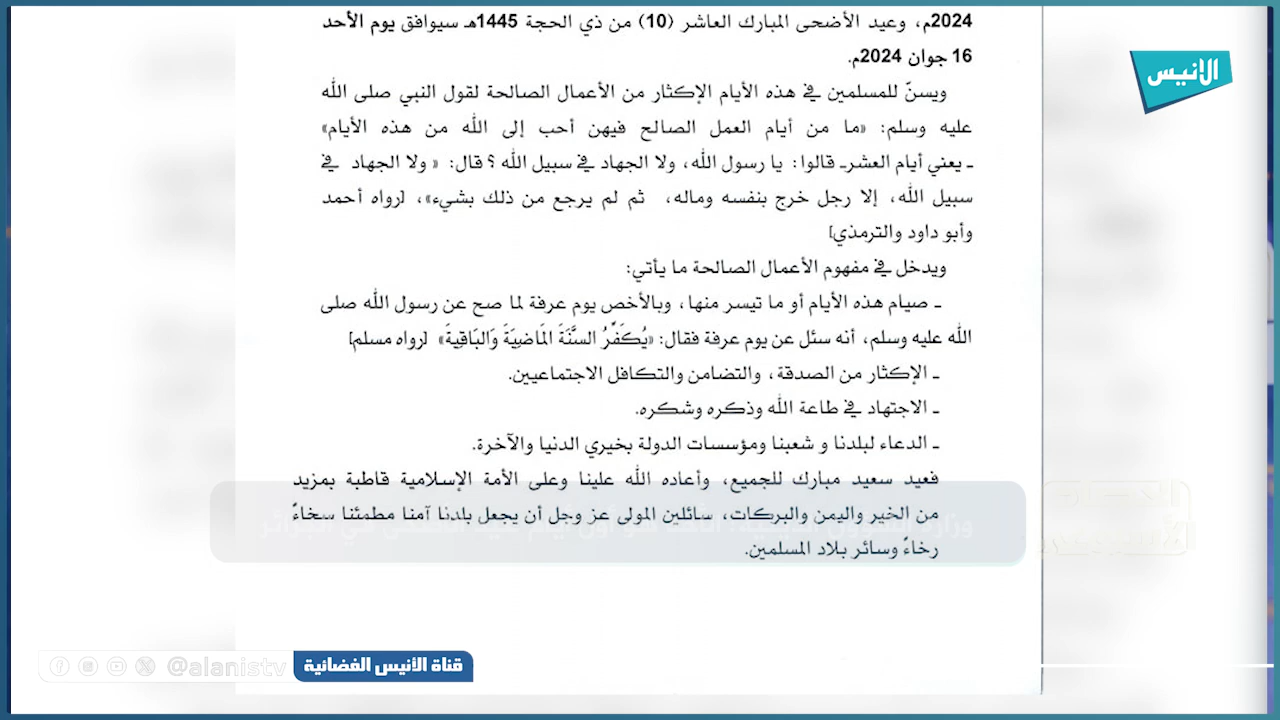 2024م، وعيد الأضحى المبارك العاشر (10) من ذي الحجة 1445هـ سيوافق يوم الأحد
16 جوان 2024م.
ويسنّ للمسلمين في هذه الأيام الإكثار من الأعمال الصالحة لقول النبي صلى الله
عليه وسلم: «ما من أيام العمل الصالح فيهن أحب إلى الله من هذه الأيام»
ـ يعني أيام العشرـ قالوا: يا رسول الله، ولا الجهاد في سبيل الله ؟ قال: « ولا الجهاد في
سبيل الله، إلا رجل خرج بنفسه وماله، ثم لم يرجع من ذلك بشيء»، [رواه أحمد
وأبو داود والترمذي]
ويدخل في مفهوم الأعمال الصالحة ما يأتي:
ـ صيام هذه الأيام أو ما تيسر منها، وبالأخص يوم عرفة لما صح عن رسول الله صلى
الله عليه وسلم، أنه سئل عن يوم عرفة فقال: «يُكَفِّرُ السَّنَةَ المَاضِيَةَ وَالبَاقِيةَ» [رواه مسلم]
ـ الإكثار من الصدقة، والتضامن والتكافل الاجتماعيين.
ـ الاجتهاد في طاعة الله وذكره وشكره.
ـ الدعاء لبلدنا و شعبنا ومؤسسات الدولة بخيري الدنيا والآخرة.
فعيد سعيد مبارك للجميع، وأعاده الله علينا وعلى الأمة الإسلامية قاطبة بمزيد
من الخير واليمن والبركات، سائلين المولى عز وجل أن يجعل بلدنا آمنا مطمئنا سخاءً
رخاءً وسائر بلاد المسلمين.
الانيس
@alanistv
قناة الأنيس الفضائية